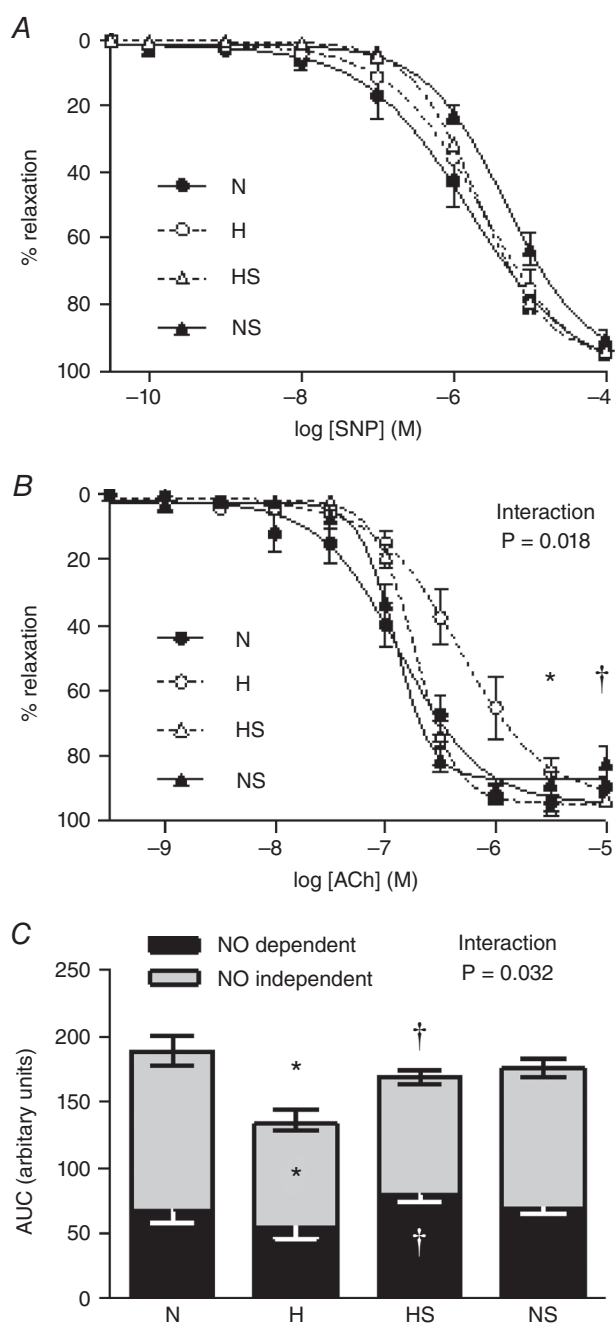 A
0
20
40
60
80
100
% relaxation
N
H
HS
NS
−10
−8
−6
−4
log [SNP] (M)
B
0
20
40
60
80
100
% relaxation
Interaction
P = 0.018
N
H
HS
NS
*
†
−9
−8
−7
−6
−5
log [ACh] (M)
C
NO dependent
NO independent
Interaction
P = 0.032
250
200
150
100
50
0
AUC (arbitary units)
*
*
†
†
N
H
HS
NS